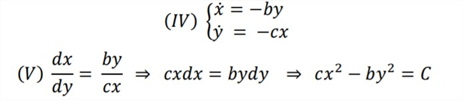 (IV) { ẋ = −by
ẏ = −cx
(V) dx/dy = by/cx ⇒ cxdx = bydy ⇒ cx² − by² = C